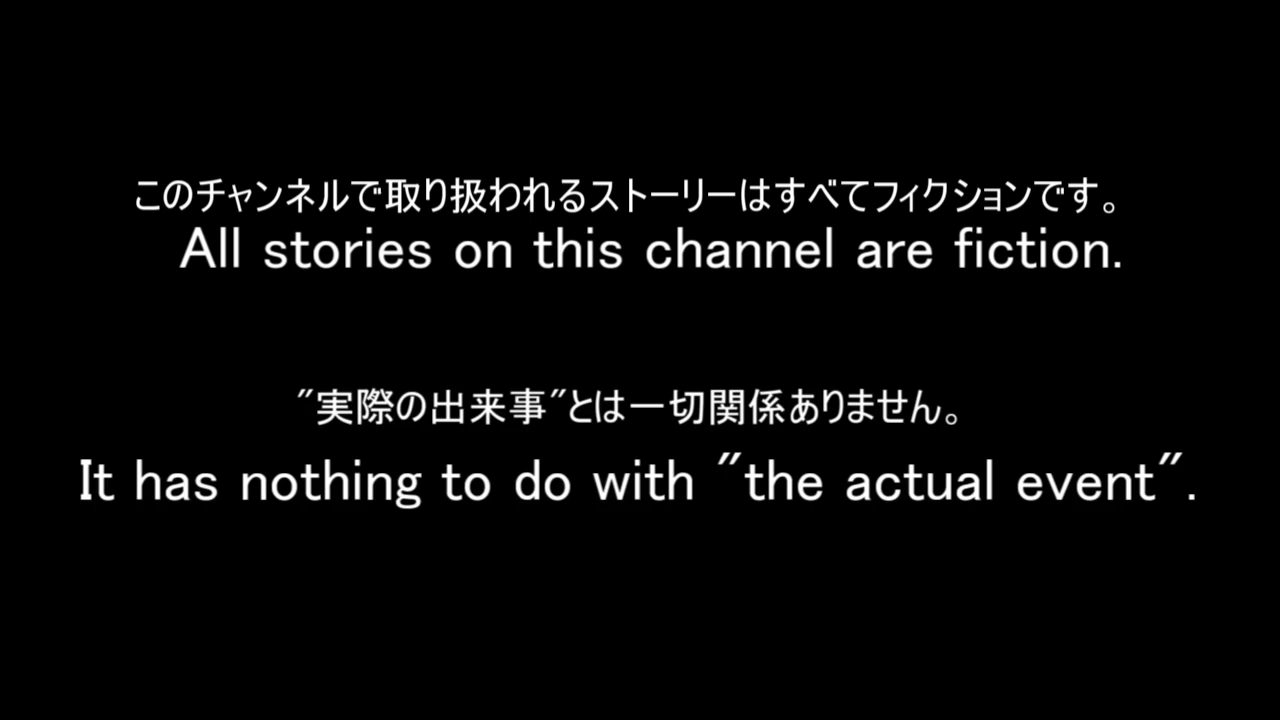 このチャンネルで取り扱われるストーリーはすべてフィクションです。
All stories on this channel are fiction.
"実際の出来事"とは一切関係ありません。
It has nothing to do with "the actual event".